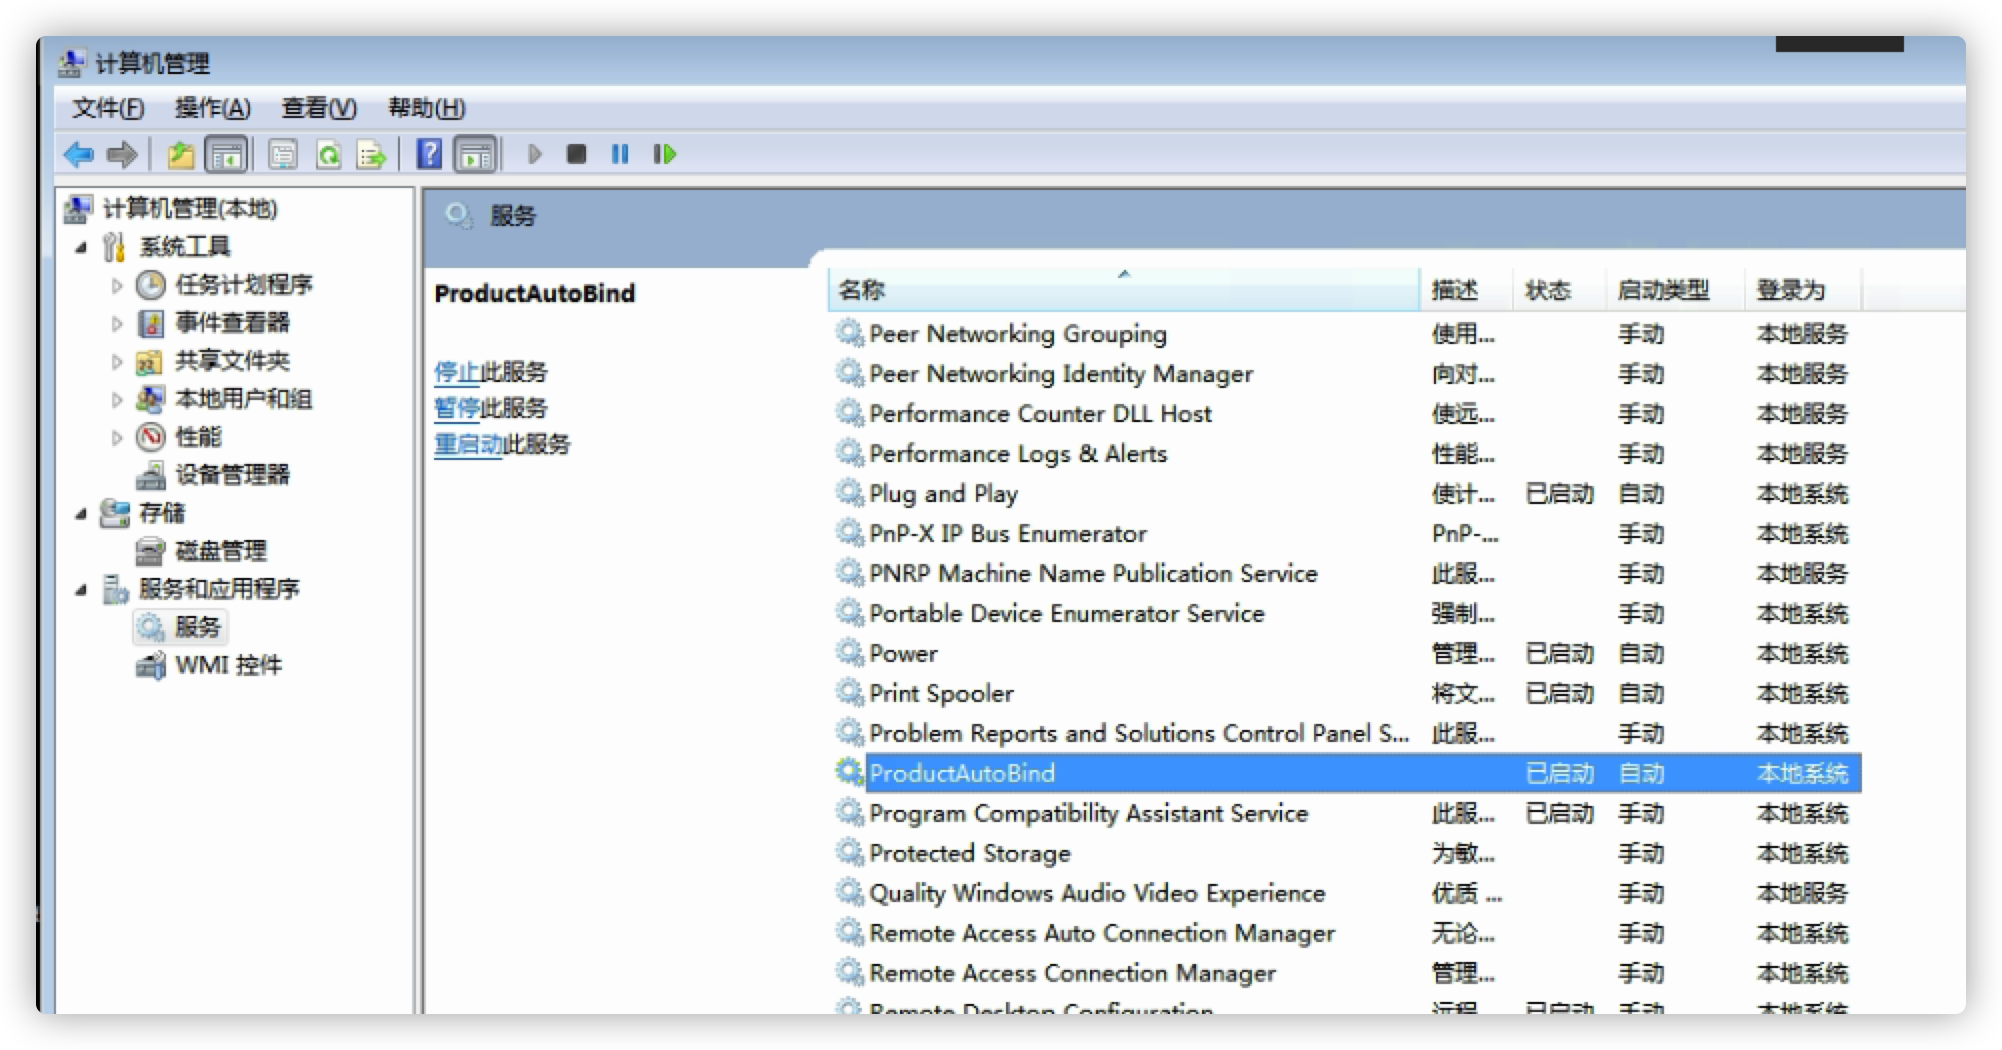 计算机管理
文件(F) 操作(A) 查看(V) 帮助(H)
计算机管理(本地)
系统工具
任务计划程序
事件查看器
共享文件夹
本地用户和组
性能
设备管理器
存储
磁盘管理
服务和应用程序
服务
WMI 控件
服务
ProductAutoBind
停止此服务
暂停此服务
重启动此服务
名称 描述 状态 启动类型 登录为
Peer Networking Grouping 使用... 手动 本地服务
Peer Networking Identity Manager 向对... 手动 本地服务
Performance Counter DLL Host 使远... 手动 本地服务
Performance Logs & Alerts 性能... 手动 本地服务
Plug and Play 使计... 已启动 自动 本地系统
PnP-X IP Bus Enumerator PnP-... 手动 本地系统
PNRP Machine Name Publication Service 此服... 手动 本地服务
Portable Device Enumerator Service 强制... 手动 本地系统
Power 管理... 已启动 自动 本地系统
Print Spooler 将文... 已启动 自动 本地系统
Problem Reports and Solutions Control Panel S... 此服... 手动 本地系统
ProductAutoBind 已启动 自动 本地系统
Program Compatibility Assistant Service 此服... 已启动 手动 本地系统
Protected Storage 为敏... 手动 本地系统
Quality Windows Audio Video Experience 优质 ... 手动 本地服务
Remote Access Auto Connection Manager 无论... 手动 本地系统
Remote Access Connection Manager 管理... 手动 本地系统
Remote Desktop Configuration 远程... 已启动 手动 本地系统